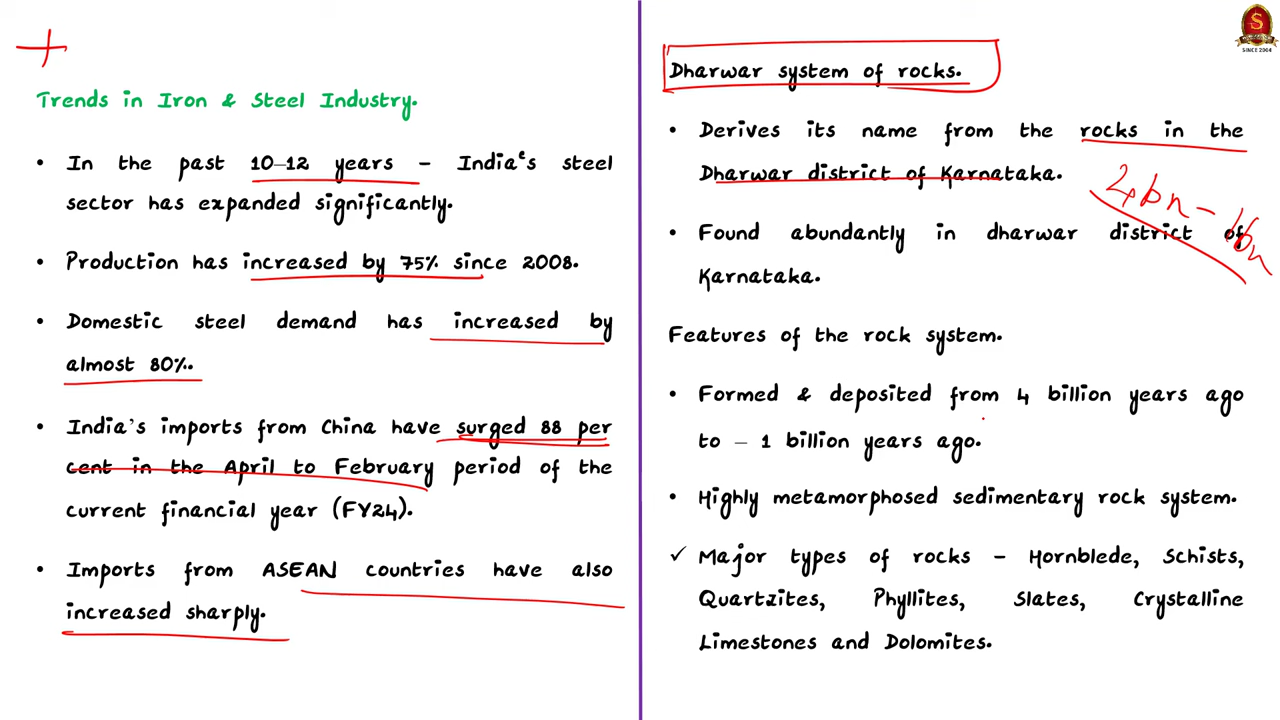 Trends in Iron & Steel Industry.
• In the past 10-12 years – Indiaᵉs steel
sector has expanded significantly.
• Production has increased by 75% since 2008.
• Domestic steel demand has increased by
almost 80%.
• India's imports from China have surged 88 per
cent in the April to February period of the
current financial year (FY24).
• Imports from ASEAN countries have also
increased sharply.
S
SINCE 2004
Dharwar system of rocks.
• Derives its name from the rocks in the
Dharwar district of Karnataka.
4bn - 1bn
• Found abundantly in dharwar district of
Karnataka.
Features of the rock system.
• Formed & deposited from 4 billion years ago
to – 1 billion years ago.
• Highly metamorphosed sedimentary rock system.
✓ Major types of rocks – Hornblede, Schists,
Quartzites, Phyllites, Slates, Crystalline
Limestones and Dolomites.